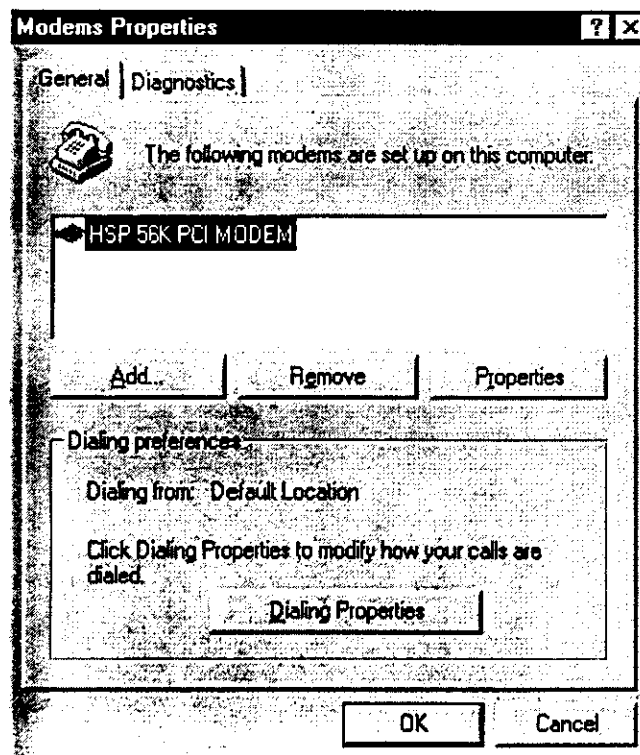 Modems Properties
General
Diagnostics
The following modems are set up on this computer:
HSP 56K PCI MODEM
Add...
Remove
Properties
Dialing preferences
Dialing from: Default Location
Click Dialing Properties to modify how your calls are
dialed.
Dialing Properties
OK
Cancel